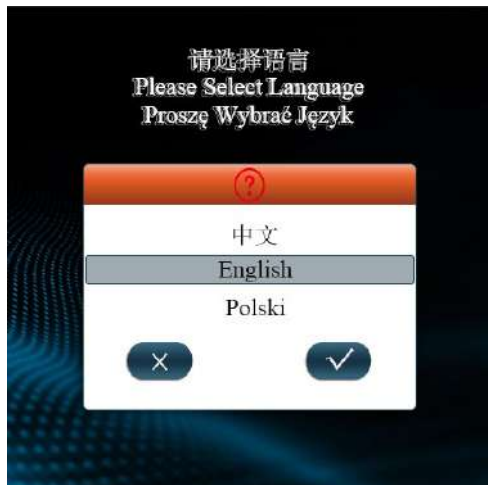 请选择语言
Please Select Language
Proszę Wybrać Język
?
中文
English
Polski